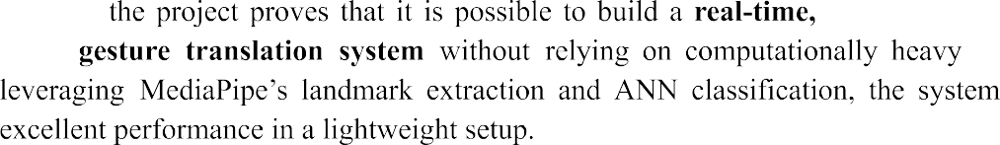 the project proves that it is possible to build a real-time,
gesture translation system without relying on computationally heavy
leveraging MediaPipe's landmark extraction and ANN classification, the system
excellent performance in a lightweight setup.